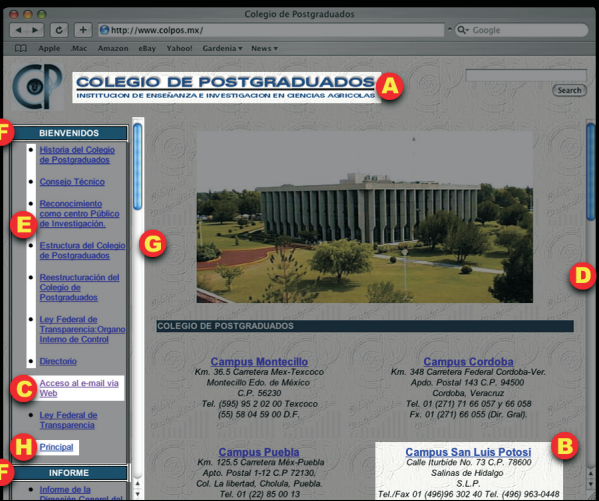 Colegio de Postgraduados
http://www.colpos.mx/
Google
Apple .Mac Amazon eBay Yahoo! Gardenia News
CP
COLEGIO DE POSTGRADUADOS
INSTITUCION DE ENSEÑANZA E INVESTIGACION EN CIENCIAS AGRICOLAS
A
Search
F
BIENVENIDOS
Historia del Colegio
de Postgraduados
Consejo Técnico
E
Reconocimiento
como centro Público
de Investigación.
Estructura del Colegio
de Postgraduados
Reestructuración del
Colegio de
Postgraduados
Ley Federal de
Transparencia:Organo
Interno de Control
Directorio
C
Acceso al e-mail via
Web
Ley Federal de
Transparencia
H
Principal
F
INFORME
Informe de la
Dirección General del
G
D
COLEGIO DE POSTGRADUADOS
Campus Montecillo
Km. 36.5 Carretera Mex-Texcoco
Montecillo Edo. de México
C.P. 56230
Tel. (595) 95 2 02 00 Texcoco
(55) 58 04 59 00 D.F.
Campus Cordoba
Km. 348 Carretera Federal Cordoba-Ver.
Apdo. Postal 143 C.P. 94500
Cordoba, Veracruz
Tel. 01 (271) 71 66 057 y 66 058
Fx. 01 (271) 66 055 (Dir. Gral).
Campus Puebla
Km. 125.5 Carretera Méx-Puebla
Apto. Postal 1-12 C.P 72130,
Col. La libertad, Cholula, Puebla.
Tel. 01 (22) 85 00 13
B
Campus San Luis Potosi
Calle Iturbide No. 73 C.P. 78600
Salinas de Hidalgo
S.L.P.
Tel./Fax 01 (496)96 302 40 Tel. (496) 963-0448